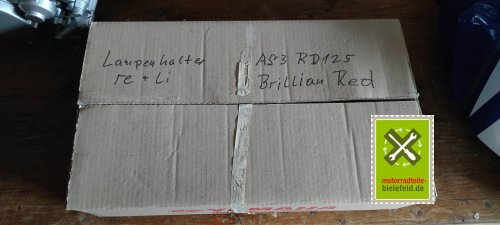 Lampenhalter
re + Li
AS3 RD125
Brillian Red
motorradteile-
bielefeld.de